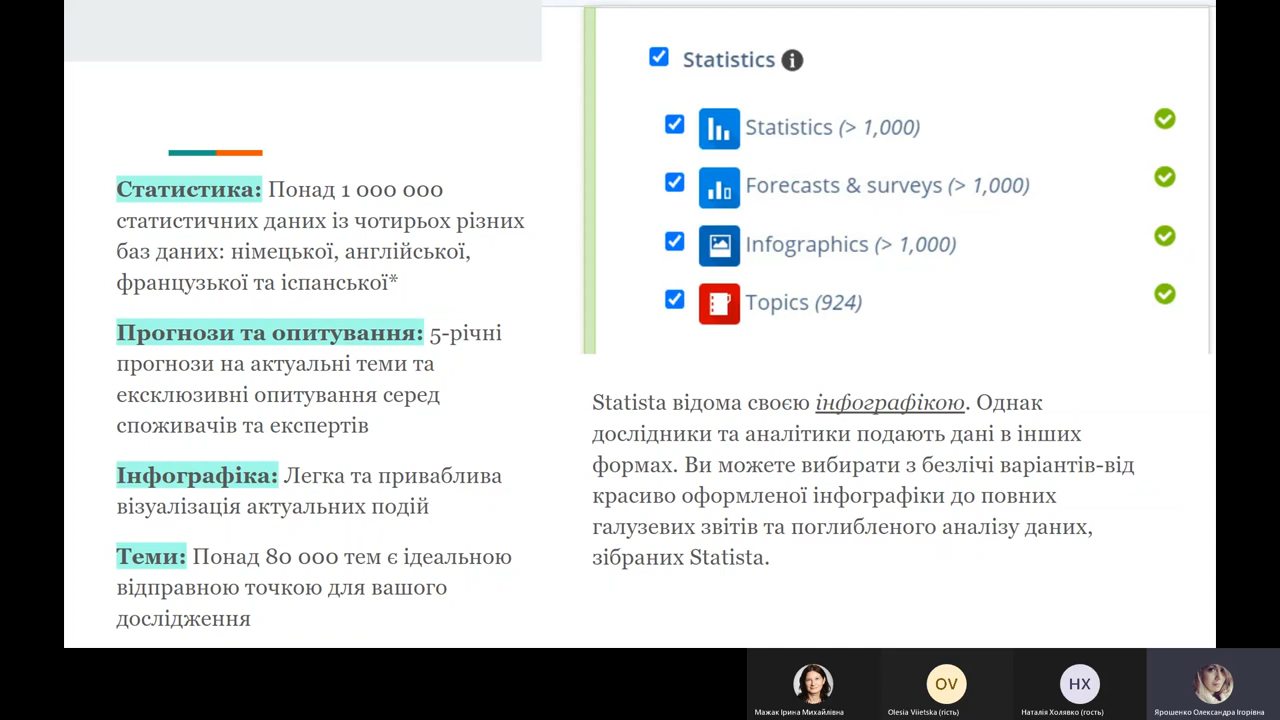 Статистика: Понад 1 000 000
статистичних даних із чотирьох різних
баз даних: німецької, англійської,
французької та іспанської*
Прогнози та опитування: 5-річні
прогнози на актуальні теми та
ексклюзивні опитування серед
споживачів та експертів
Інфографіка: Легка та приваблива
візуалізація актуальних подій
Теми: Понад 80 000 тем є ідеальною
відправною точкою для вашого
дослідження
Statistics
Statistics (> 1,000)
Forecasts & surveys (> 1,000)
Infographics (> 1,000)
Topics (924)
Statista відома своєю інфографікою. Однак
дослідники та аналітики подають дані в інших
формах. Ви можете вибирати з безлічі варіантів-від
красиво оформленої інфографіки до повних
галузевих звітів та поглибленого аналізу даних,
зібраних Statista.
OV
НХ
Мажак Ірина Михайлівна
Olesia Viietska (гість)
Наталія Холявко (гость)
Ярошенко Олександра Ігорівна